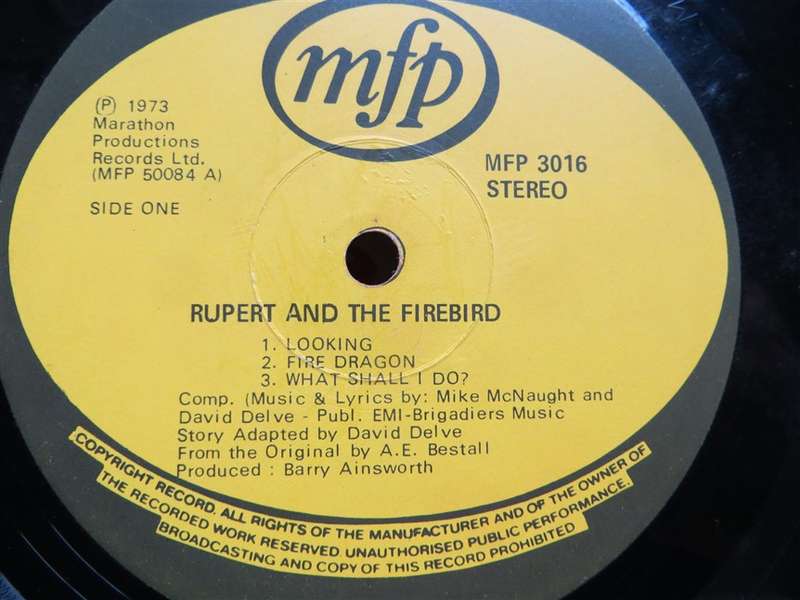 mfp
Ⓟ 1973
Marathon
Productions
Records Ltd.
(MFP 50084 A)
SIDE ONE
MFP 3016
STEREO
RUPERT AND THE FIREBIRD
1. LOOKING
2. FIRE DRAGON
3. WHAT SHALL I DO?
Comp. (Music & Lyrics by: Mike McNaught and
David Delve - Publ. EMI-Brigadiers Music
Story Adapted by David Delve
From the Original by A.E. Bestall
Produced : Barry Ainsworth
COPYRIGHT RECORD. ALL RIGHTS OF THE MANUFACTURER AND OF THE OWNER OF
THE RECORDED WORK RESERVED. UNAUTHORISED PUBLIC PERFORMANCE.
BROADCASTING AND COPY OF THIS RECORD PROHIBITED